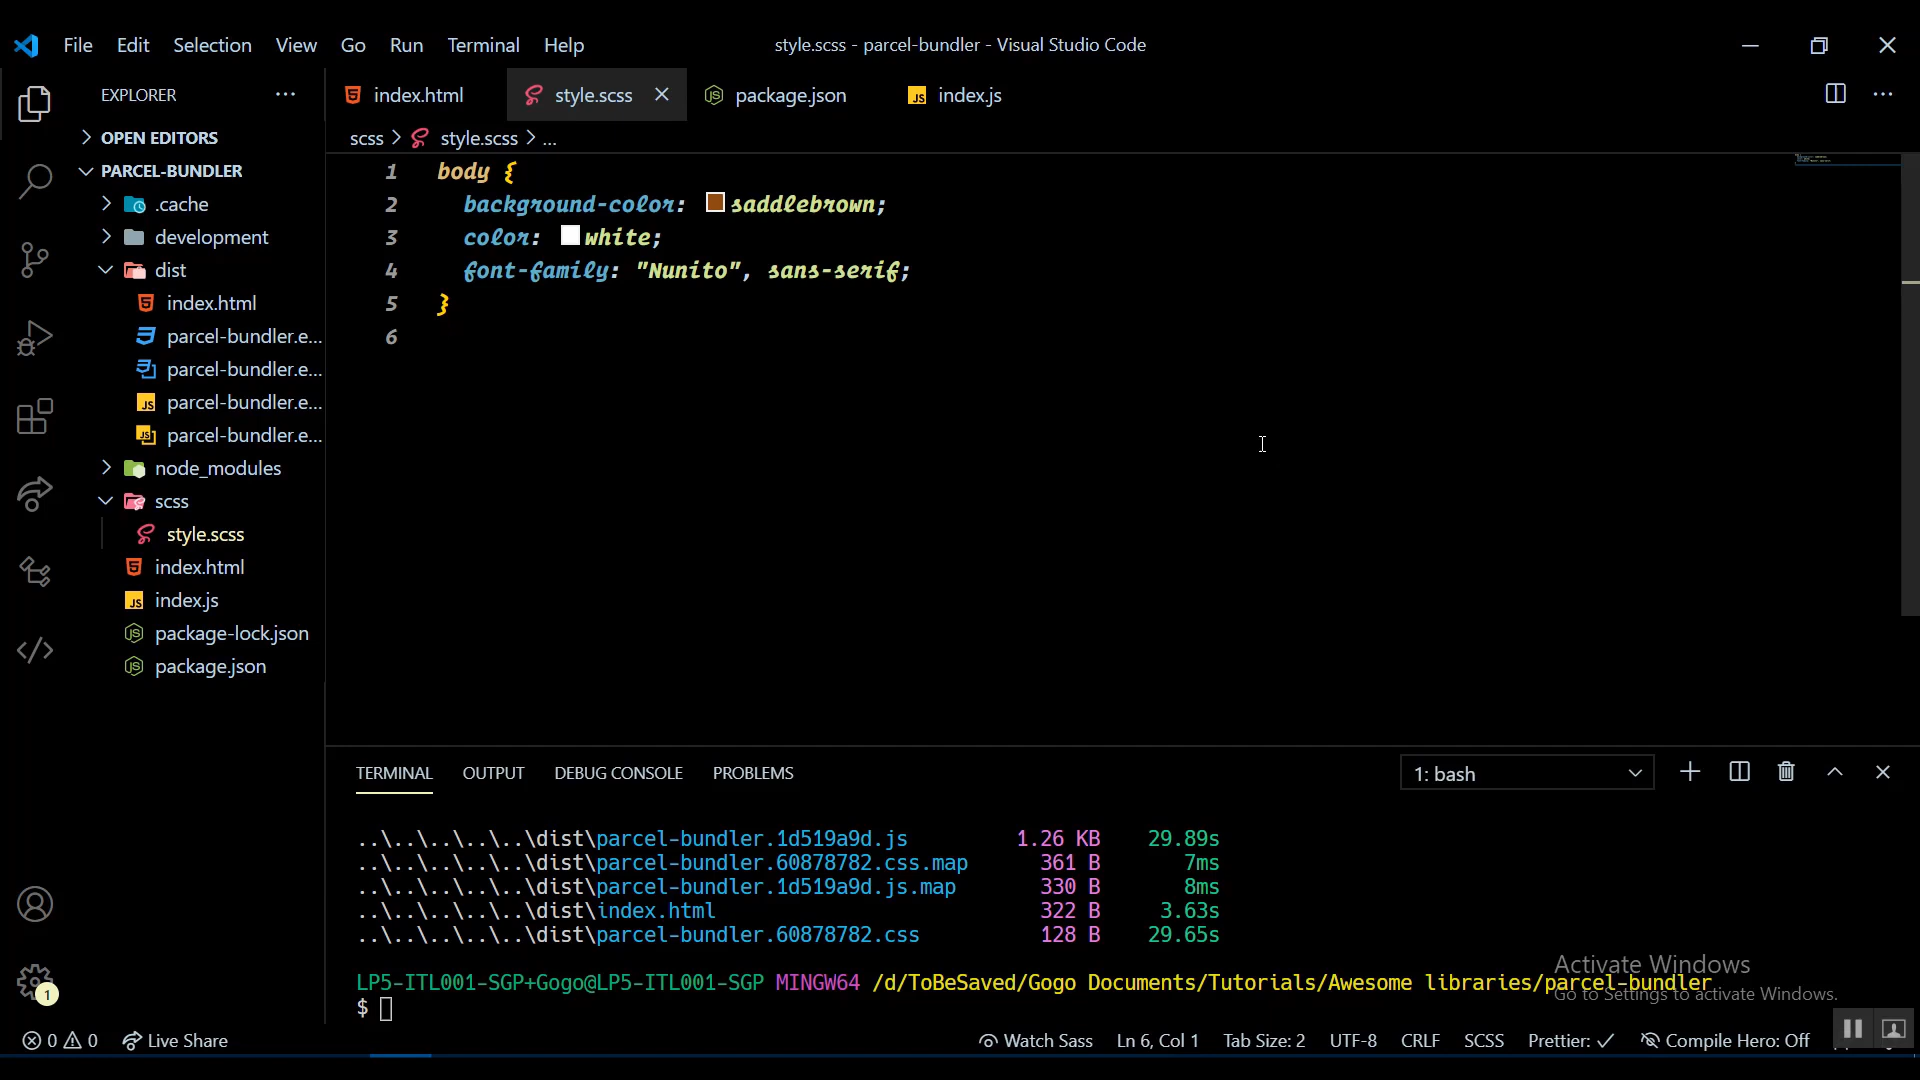 File Edit Selection View Go Run Terminal Help style.scss - parcel-bundler - Visual Studio Code
EXPLORER
index.html style.scss package.json JS index.js
scss > style.scss > ...
OPEN EDITORS
PARCEL-BUNDLER
.cache
development
dist
index.html
parcel-bundler.e...
parcel-bundler.e...
JS parcel-bundler.e...
JS parcel-bundler.e...
node_modules
scss
style.scss
index.html
JS index.js
package-lock.json
package.json
1 body {
2 background-color: saddlebrown;
3 color: white;
4 font-family: "Nunito", sans-serif;
5 }
6
TERMINAL OUTPUT DEBUG CONSOLE PROBLEMS 1: bash
..\..\..\..\..\dist\parcel-bundler.1d519a9d.js 1.26 KB 29.89s
..\..\..\..\..\dist\parcel-bundler.60878782.css.map 361 B 7ms
..\..\..\..\..\dist\parcel-bundler.1d519a9d.js.map 330 B 8ms
..\..\..\..\..\dist\index.html 322 B 3.63s
..\..\..\..\..\dist\parcel-bundler.60878782.css 128 B 29.65s
LP5-ITL001-SGP+Gogo@LP5-ITL001-SGP MINGW64 /d/ToBeSaved/Gogo Documents/Tutorials/Awesome libraries/parcel-bundler
$
Activate Windows
Go to Settings to activate Windows.
1
0 0 Live Share Watch Sass Ln 6, Col 1 Tab Size: 2 UTF-8 CRLF SCSS Prettier: ✓ Compile Hero: Off